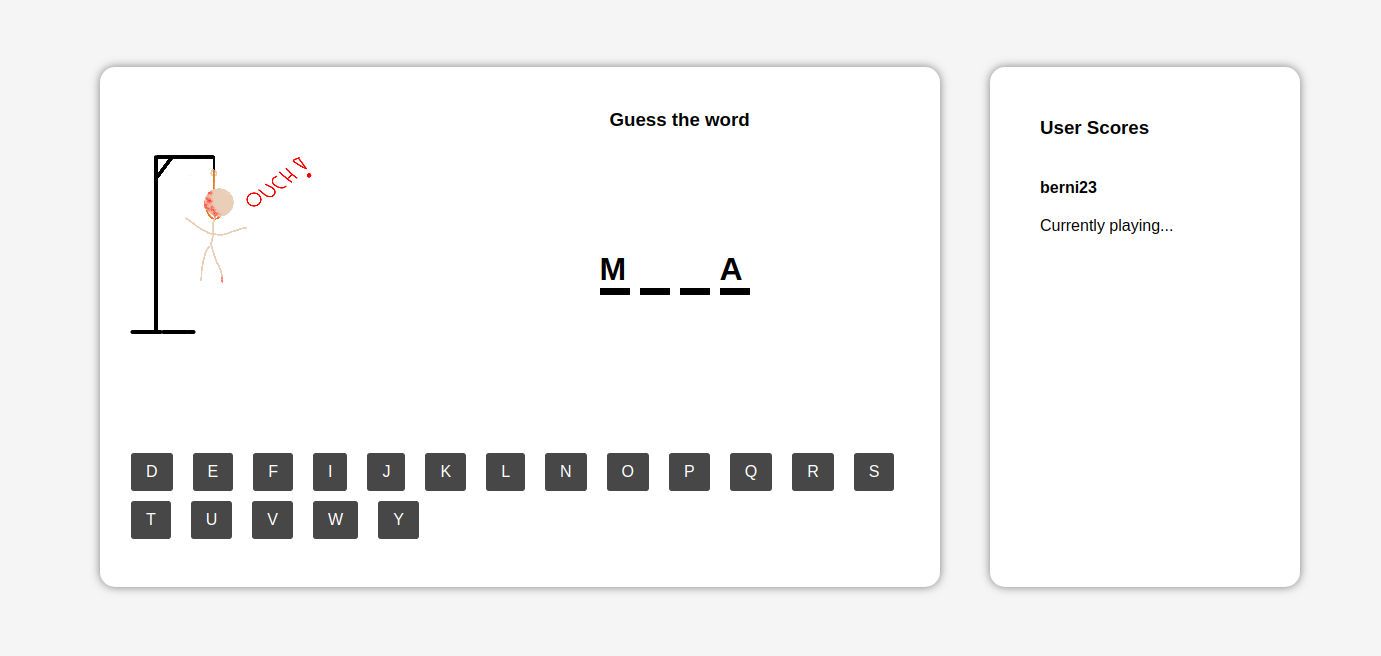 Guess the word
OUCH!
M _ _ A
D E F I J K L N O P Q R S
T U V W Y
User Scores
berni23
Currently playing...